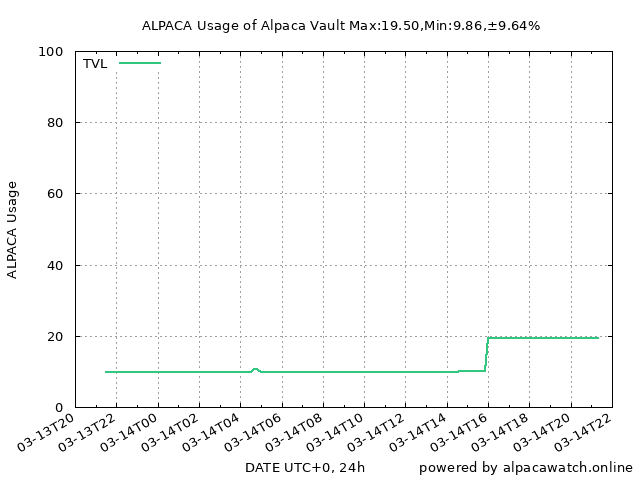 ALPACA Usage of Alpaca Vault Max:19.50,Min:9.86,±9.64%
TVL
ALPACA Usage
100
80
60
40
20
0
03-13T20
03-13T22
03-14T00
03-14T02
03-14T04
03-14T06
03-14T08
03-14T10
03-14T12
03-14T14
03-14T16
03-14T18
03-14T20
03-14T22
DATE UTC+0, 24h
powered by alpacawatch.online